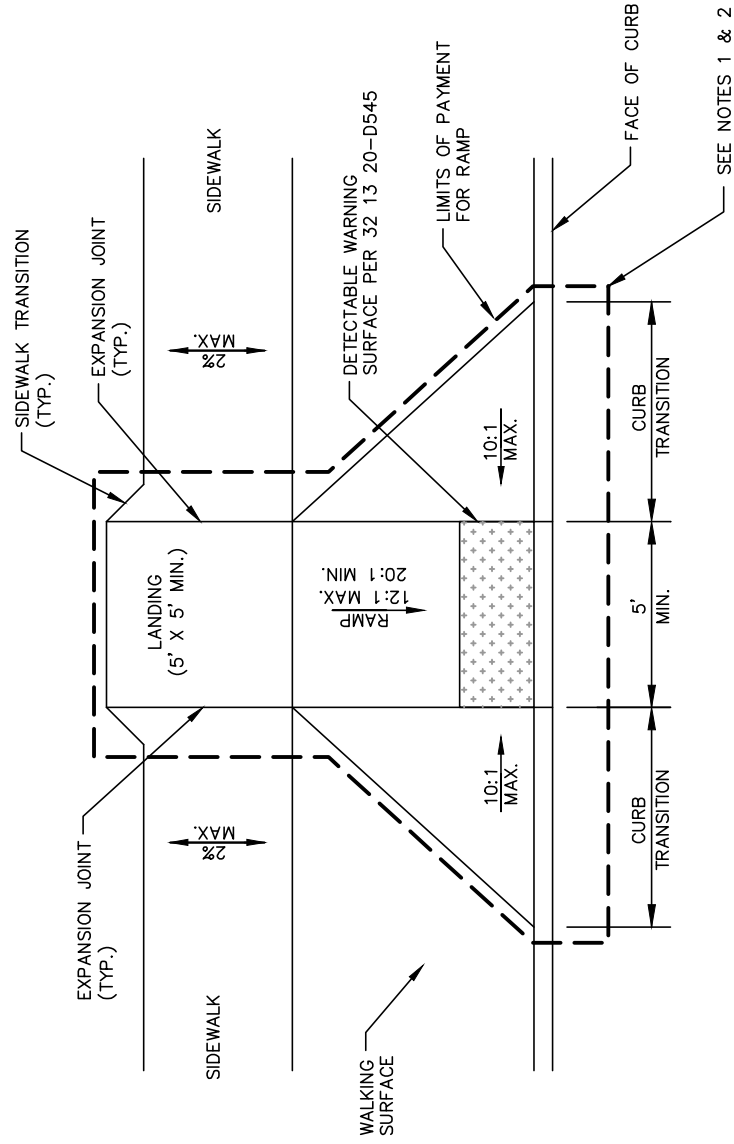 SIDEWALK TRANSITION
(TYP.)
EXPANSION JOINT
(TYP.)
EXPANSION JOINT
(TYP.)
SIDEWALK
SIDEWALK
2%
MAX.
2%
MAX.
LANDING
(5' X 5' MIN.)
RAMP
12:1 MAX.
20:1 MIN.
DETECTABLE WARNING
SURFACE PER 32 13 20-D545
LIMITS OF PAYMENT
FOR RAMP
10:1
MAX.
10:1
MAX.
WALKING
SURFACE
FACE OF CURB
CURB
TRANSITION
5'
MIN.
CURB
TRANSITION
SEE NOTES 1 & 2